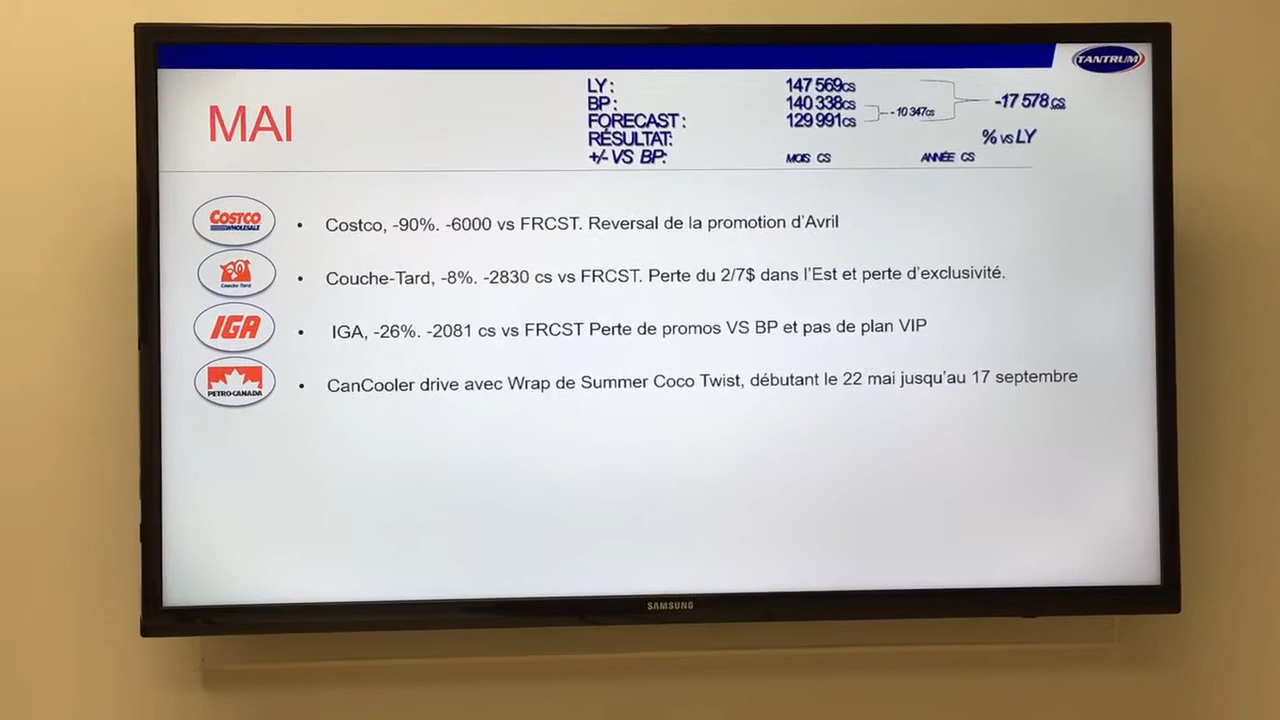 TANTRUM
MAI
LY: 147 569cs
BP: 140 338cs
FORECAST: 129 991cs
-10 347cs
-17 578 cs
RÉSULTAT:
% vs LY
+/- VS BP: MOIS CS ANNÉE CS
COSTCO
WHOLESALE
• Costco, -90%. -6000 vs FRCST. Reversal de la promotion d'Avril
Couche-Tard
• Couche-Tard, -8%. -2830 cs vs FRCST. Perte du 2/7$ dans l'Est et perte d'exclusivité.
IGA
• IGA, -26%. -2081 cs vs FRCST Perte de promos VS BP et pas de plan VIP
PETRO-CANADA
• CanCooler drive avec Wrap de Summer Coco Twist, débutant le 22 mai jusqu'au 17 septembre
SAMSUNG